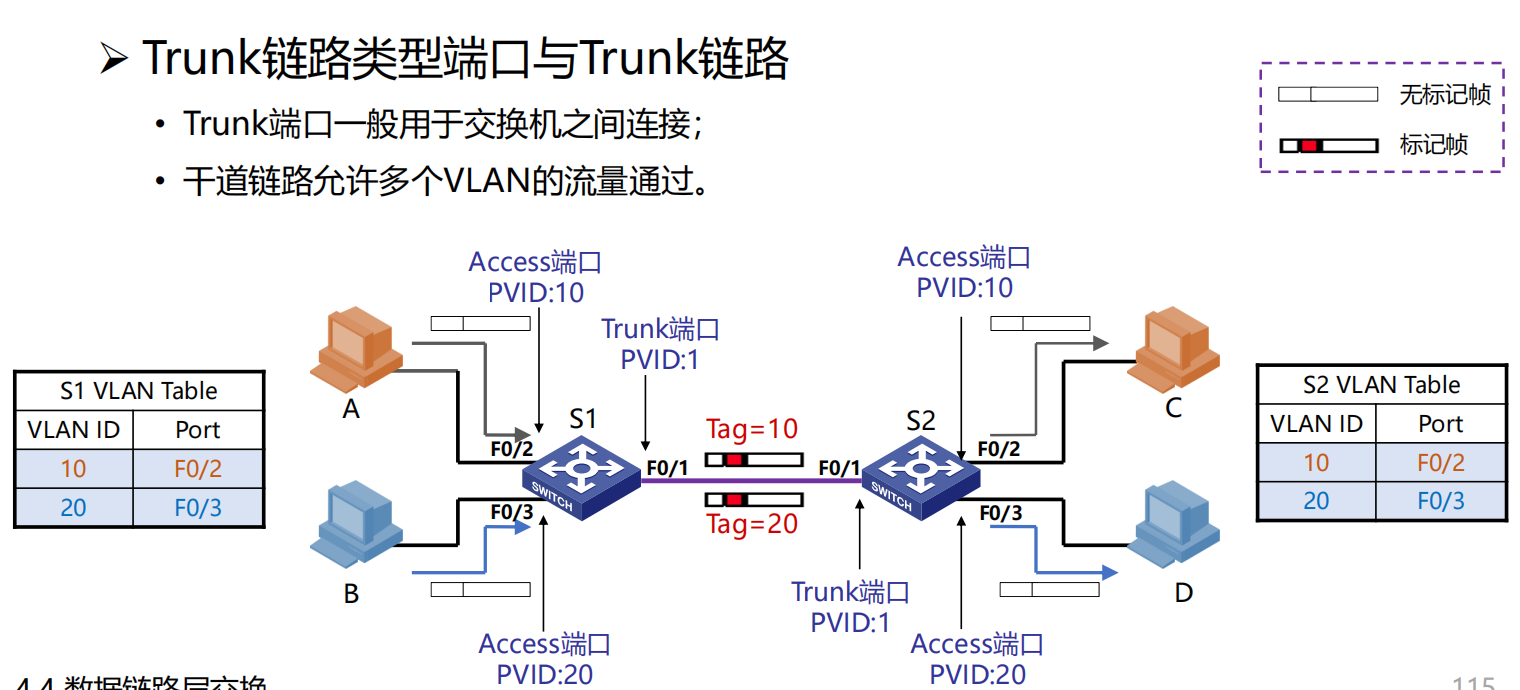 ➢ Trunk链路类型端口与Trunk链路
• Trunk端口一般用于交换机之间连接；
• 干道链路允许多个VLAN的流量通过。
无标记帧
标记帧
Access端口
PVID:10
Trunk端口
PVID:1
Access端口
PVID:10
S1 VLAN Table
VLAN ID Port
10 F0/2
20 F0/3
A
B
S1
F0/2
F0/1
F0/3
SWITCH
Tag=10
Tag=20
S2
F0/1
F0/2
F0/3
SWITCH
C
D
S2 VLAN Table
VLAN ID Port
10 F0/2
20 F0/3
Access端口
PVID:20
Trunk端口
PVID:1
Access端口
PVID:20
4.4 数据链路层交换
115